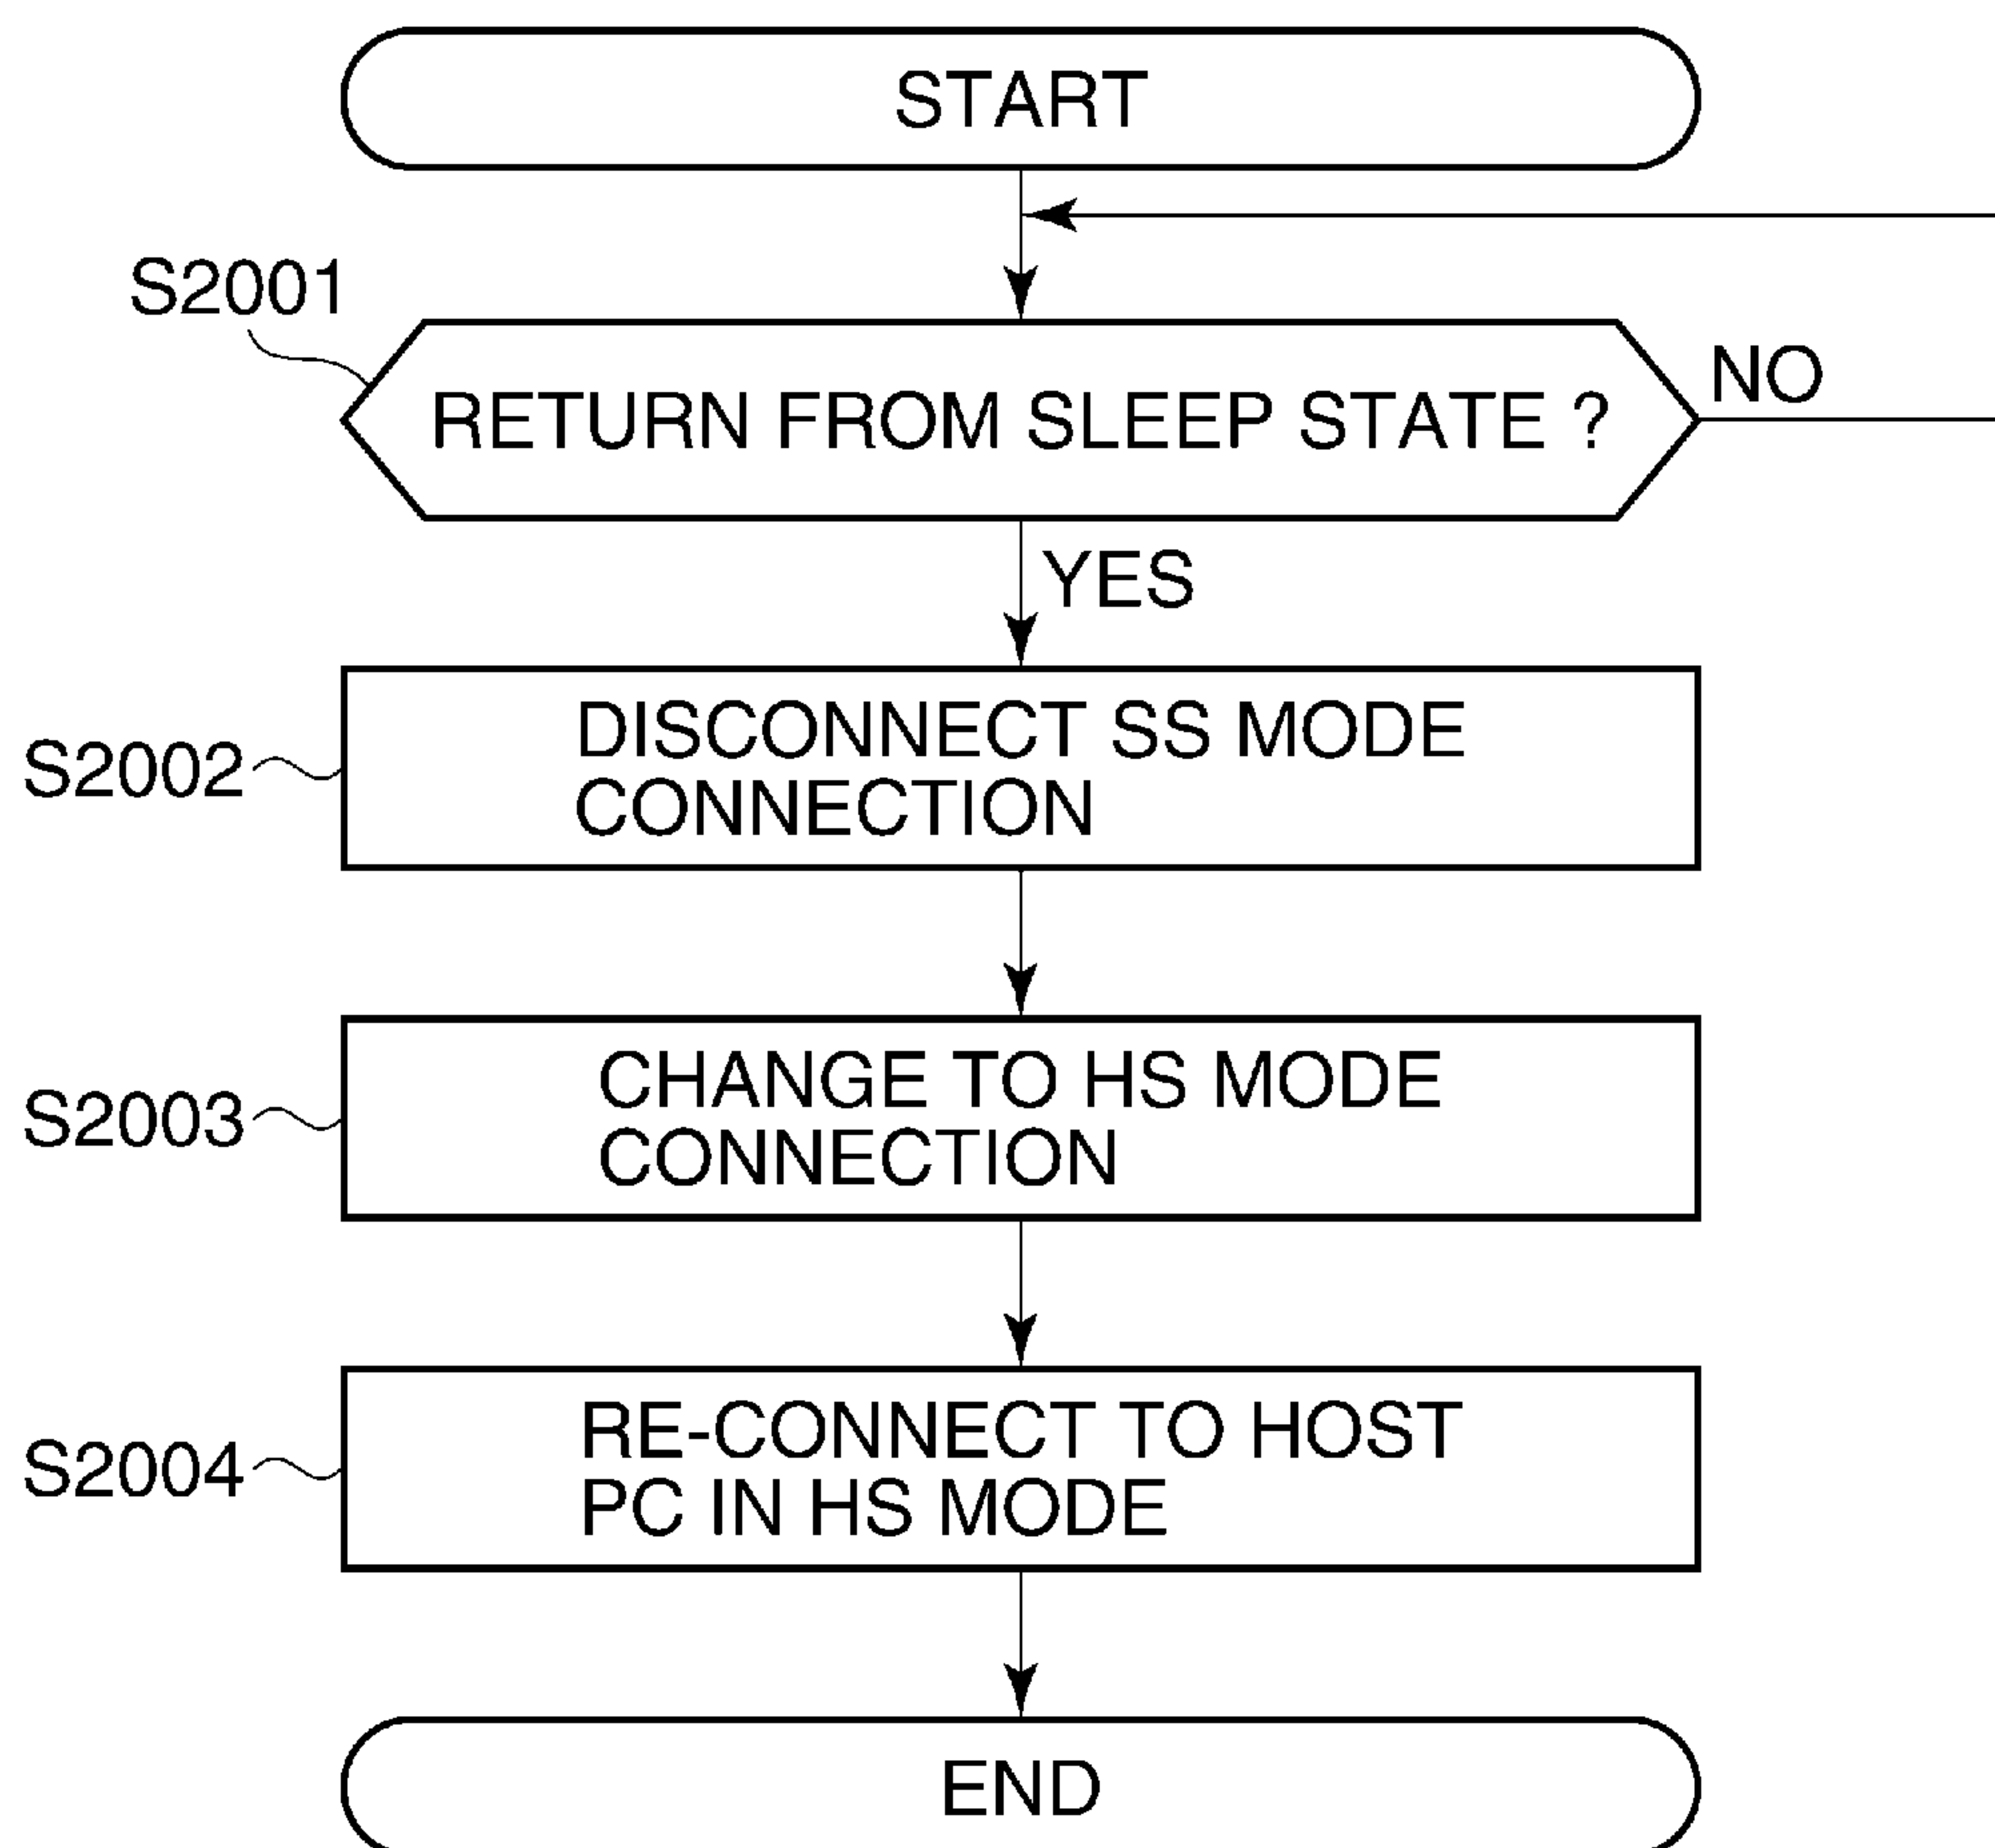 START
S2001
RETURN FROM SLEEP STATE ?
NO
YES
S2002
DISCONNECT SS MODE
CONNECTION
S2003
CHANGE TO HS MODE
CONNECTION
S2004
RE-CONNECT TO HOST
PC IN HS MODE
END